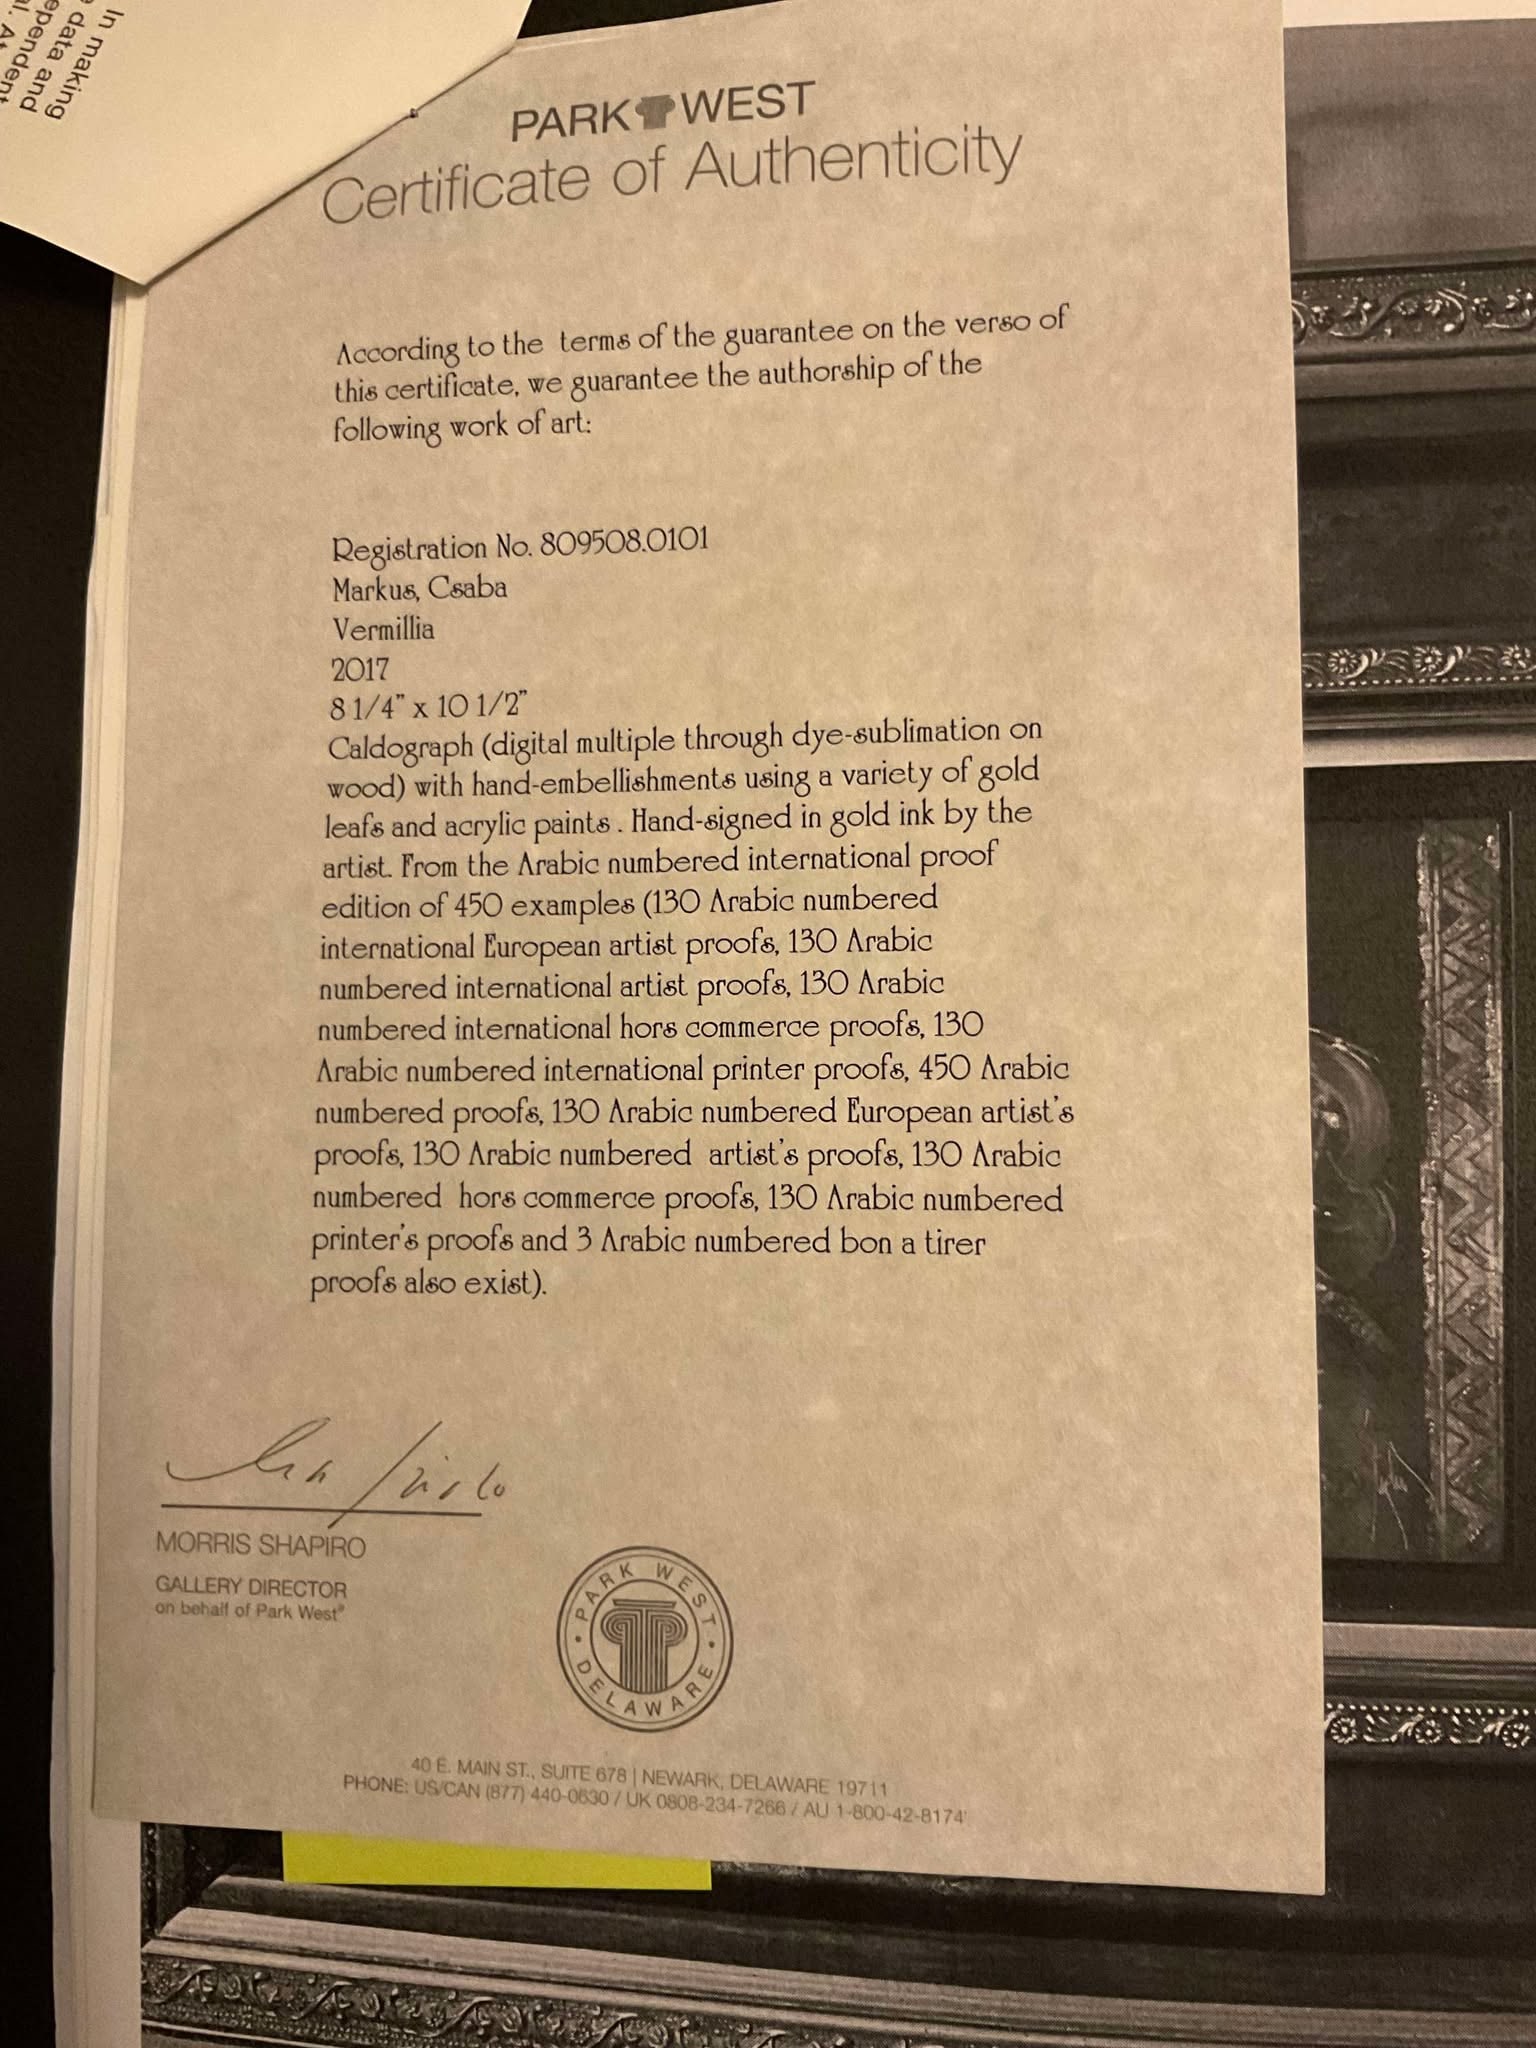 In making
data and
PARK WEST
Certificate of Authenticity
According to the terms of the guarantee on the verso of
this certificate, we guarantee the authorship of the
following work of art:
Registration No. 809508.0101
Markus, Csaba
Vermillia
2017
8 1/4" x 10 1/2"
Caldograph (digital multiple through dye-sublimation on
wood) with hand-embellishments using a variety of gold
leafs and acrylic paints . Hand-signed in gold ink by the
artist. From the Arabic numbered international proof
edition of 450 examples (130 Arabic numbered
international European artist proofs, 130 Arabic
numbered international artist proofs, 130 Arabic
numbered international hors commerce proofs, 130
Arabic numbered international printer proofs, 450 Arabic
numbered proofs, 130 Arabic numbered European artist's
proofs, 130 Arabic numbered artist's proofs, 130 Arabic
numbered hors commerce proofs, 130 Arabic numbered
printer's proofs and 3 Arabic numbered bon a tirer
proofs also exist).
MORRIS SHAPIRO
GALLERY DIRECTOR
on behalf of Park West®
PARK WEST
• DELAWARE •
40 E. MAIN ST., SUITE 678 | NEWARK, DELAWARE 19711
PHONE: US/CAN (877) 440-0630 / UK 0808-234-7266 / AU 1-800-42-8174